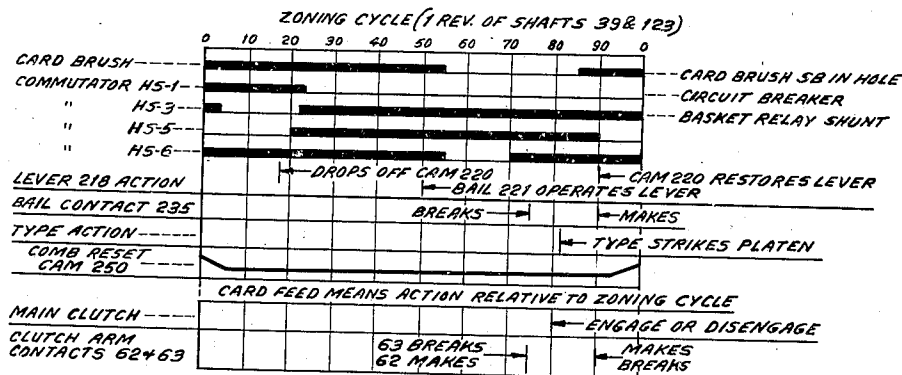 ZONING CYCLE (1 REV. OF SHAFTS 39 & 123)
0 10 20 30 40 50 60 70 80 90 0
CARD BRUSH
CARD BRUSH SB IN HOLE
COMMUTATOR HS-1
CIRCUIT BREAKER
" HS-3
BASKET RELAY SHUNT
" HS-5
" HS-6
DROPS OFF CAM 220
CAM 220 RESTORES LEVER
LEVER 218 ACTION
BAIL 221 OPERATES LEVER
BAIL CONTACT 235
BREAKS
MAKES
TYPE ACTION
TYPE STRIKES PLATEN
COMB RESET
CAM 250
CARD FEED MEANS ACTION RELATIVE TO ZONING CYCLE
MAIN CLUTCH
ENGAGE OR DISENGAGE
CLUTCH ARM
CONTACTS 62 & 63
63 BREAKS
62 MAKES
MAKES
BREAKS